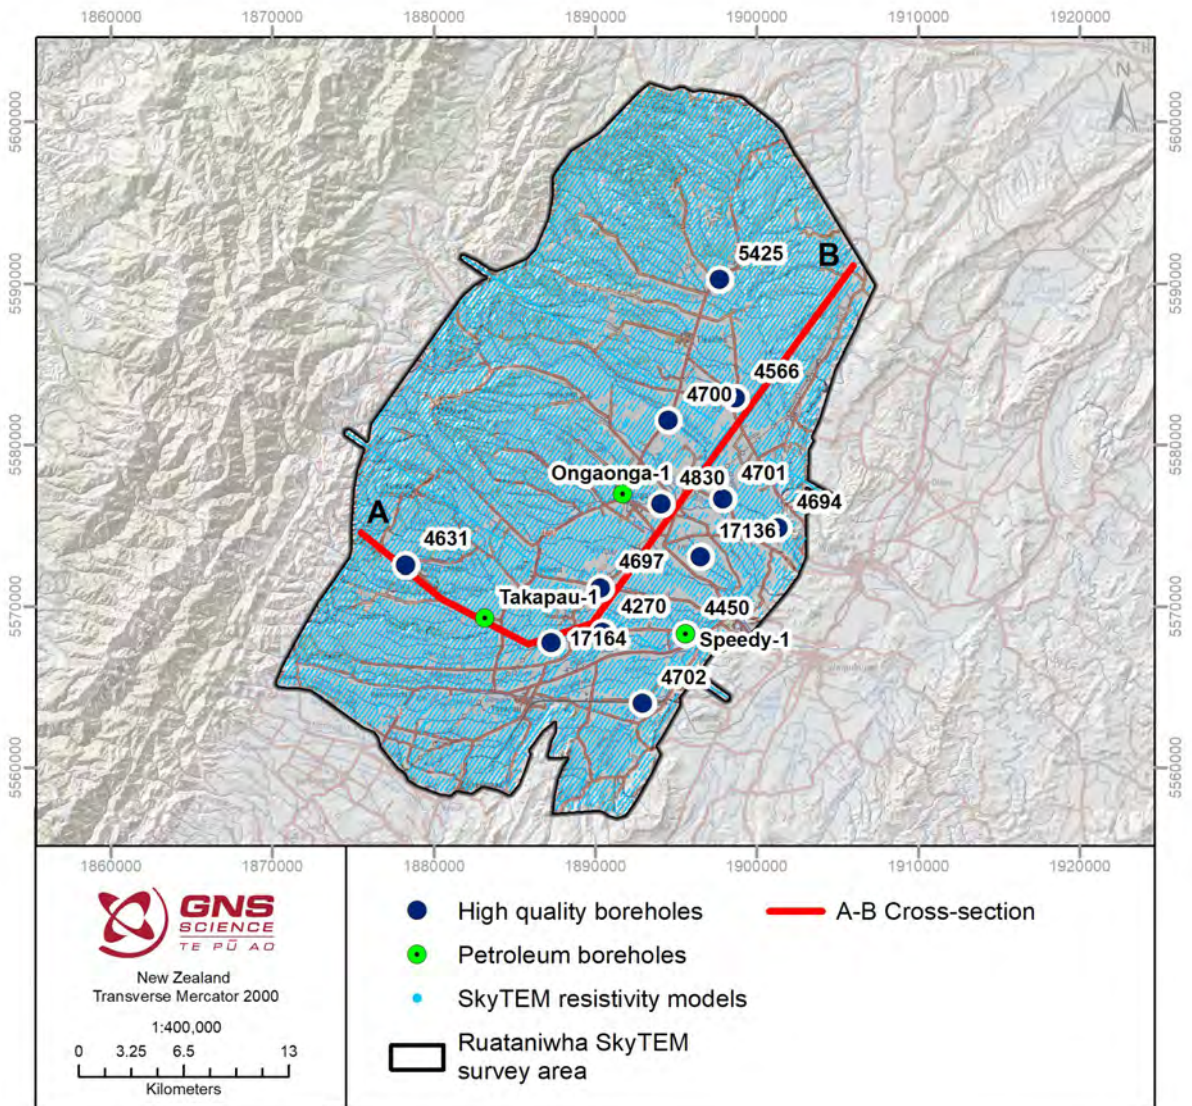 1860000 1870000 1880000 1890000 1900000 1910000 1920000
N
5600000 5600000
5425
B
5590000 5590000
4566
4700
5580000 5580000
Ongaonga-1 4830 4701
4694
A
4631 4697 17136
Takapau-1 4270 4450
5570000 5570000
17164 Speedy-1
4702
5560000 5560000
1860000 1870000 1880000 1890000 1900000 1910000 1920000
GNS
SCIENCE
TE PŪ AO
New Zealand
Transverse Mercator 2000
1:400,000
0 3.25 6.5 13
Kilometers
High quality boreholes
A-B Cross-section
Petroleum boreholes
SkyTEM resistivity models
Ruataniwha SkyTEM
survey area